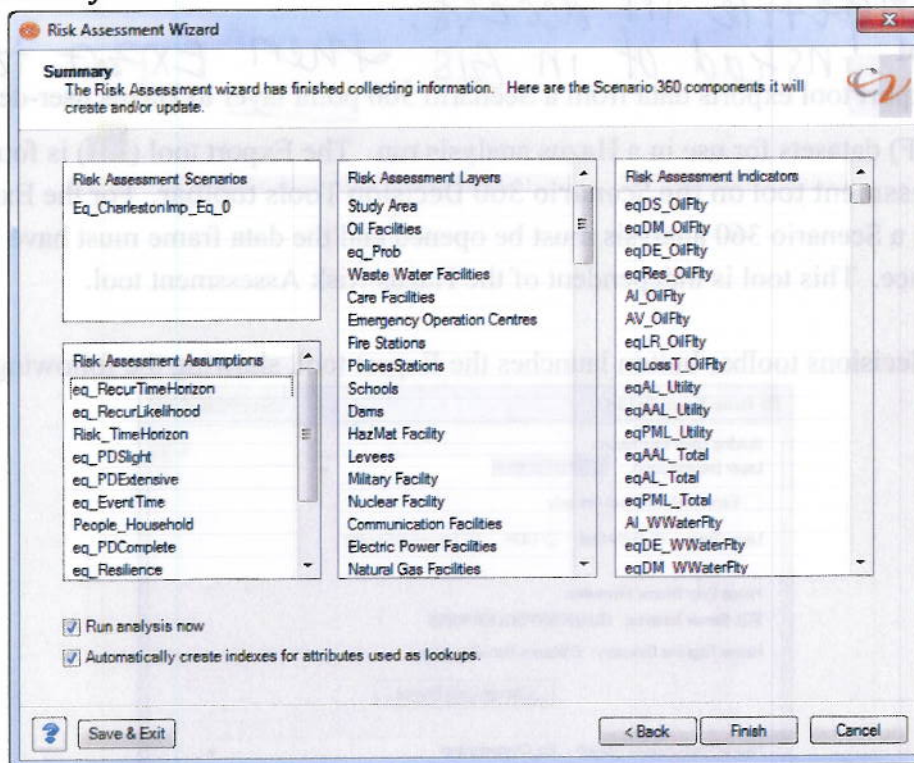 Risk Assessment Wizard
Summary
The Risk Assessment wizard has finished collecting information. Here are the Scenario 360 components it will
create and/or update.
Risk Assessment Scenarios
Eq_CharlestonImp_Eq_0
Risk Assessment Assumptions
eq_RecurTimeHorizon
eq_RecurLikelihood
Risk_TimeHorizon
eq_PDSlight
eq_PDExtensive
eq_EventTime
People_Household
eq_PDComplete
eq_Resilience
Risk Assessment Layers
Study Area
Oil Facilities
eq_Prob
Waste Water Facilities
Care Facilities
Emergency Operation Centres
Fire Stations
PolicesStations
Schools
Dams
HazMat Facility
Levees
Military Facility
Nuclear Facility
Communication Facilities
Electric Power Facilities
Natural Gas Facilities
Risk Assessment Indicators
eqDS_OilFlty
eqDM_OilFlty
eqDE_OilFlty
eqRes_OilFlty
AI_OilFlty
AV_OilFlty
eqLR_OilFlty
eqLossT_OilFlty
eqAL_Utility
eqAAL_Utility
eqPML_Utility
eqAAL_Total
eqAL_Total
eqPML_Total
AI_WWaterFlty
eqDE_WWaterFlty
eqDM_WWaterFlty
Run analysis now
Automatically create indexes for attributes used as lookups.
? Save & Exit
< Back Finish Cancel